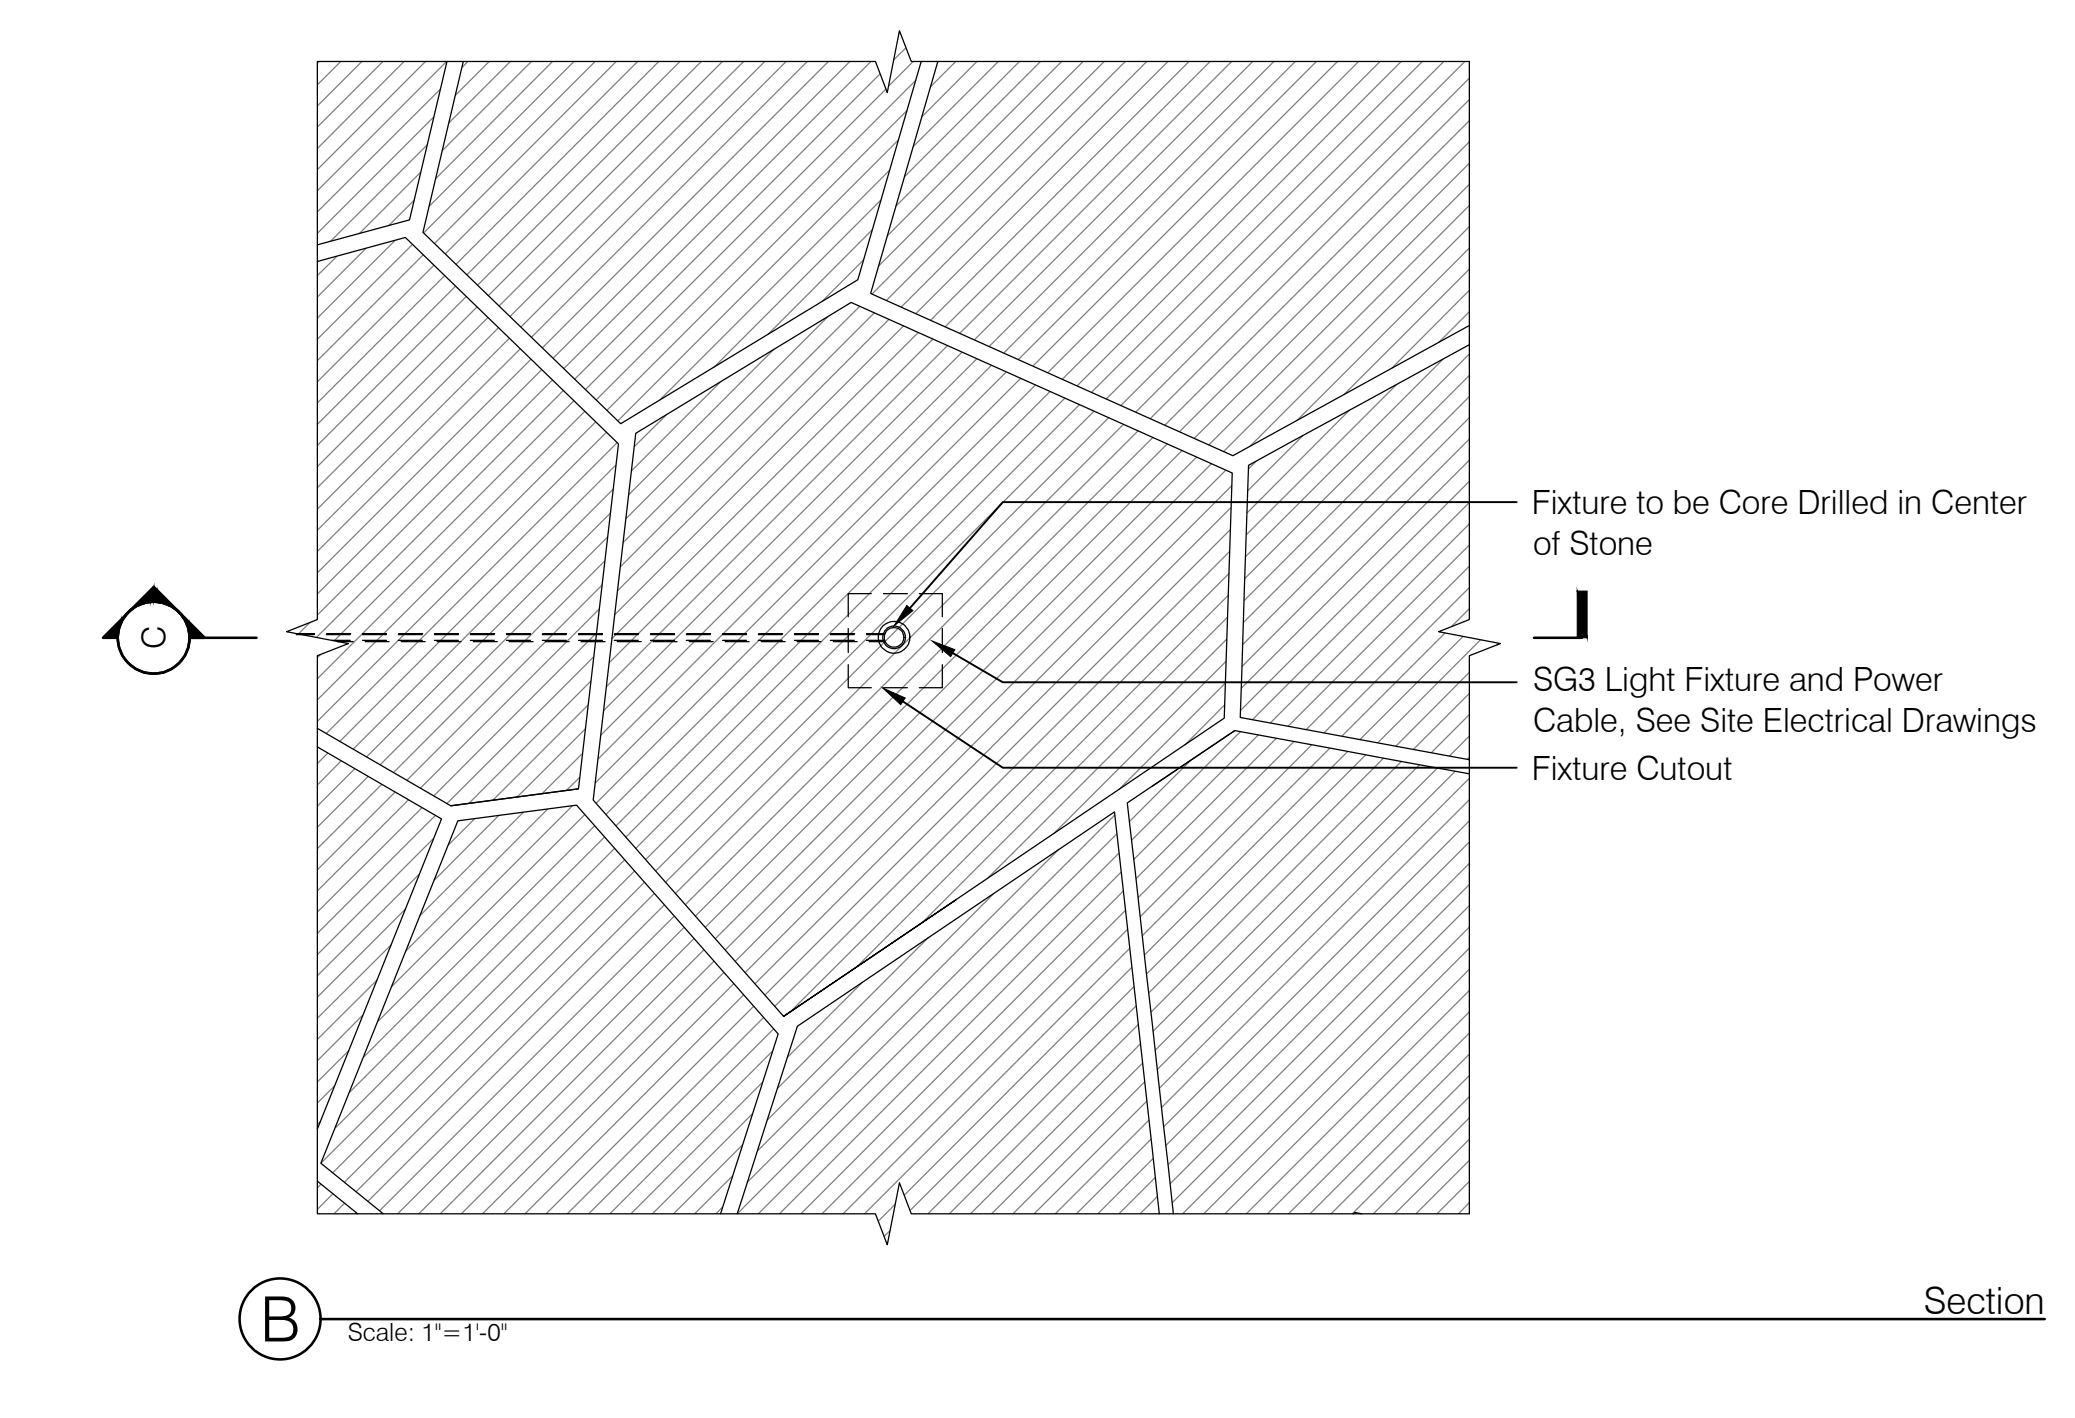 Fixture to be Core Drilled in Center
of Stone
C
SG3 Light Fixture and Power
Cable, See Site Electrical Drawings
Fixture Cutout
Section
B
Scale: 1"=1'-0"